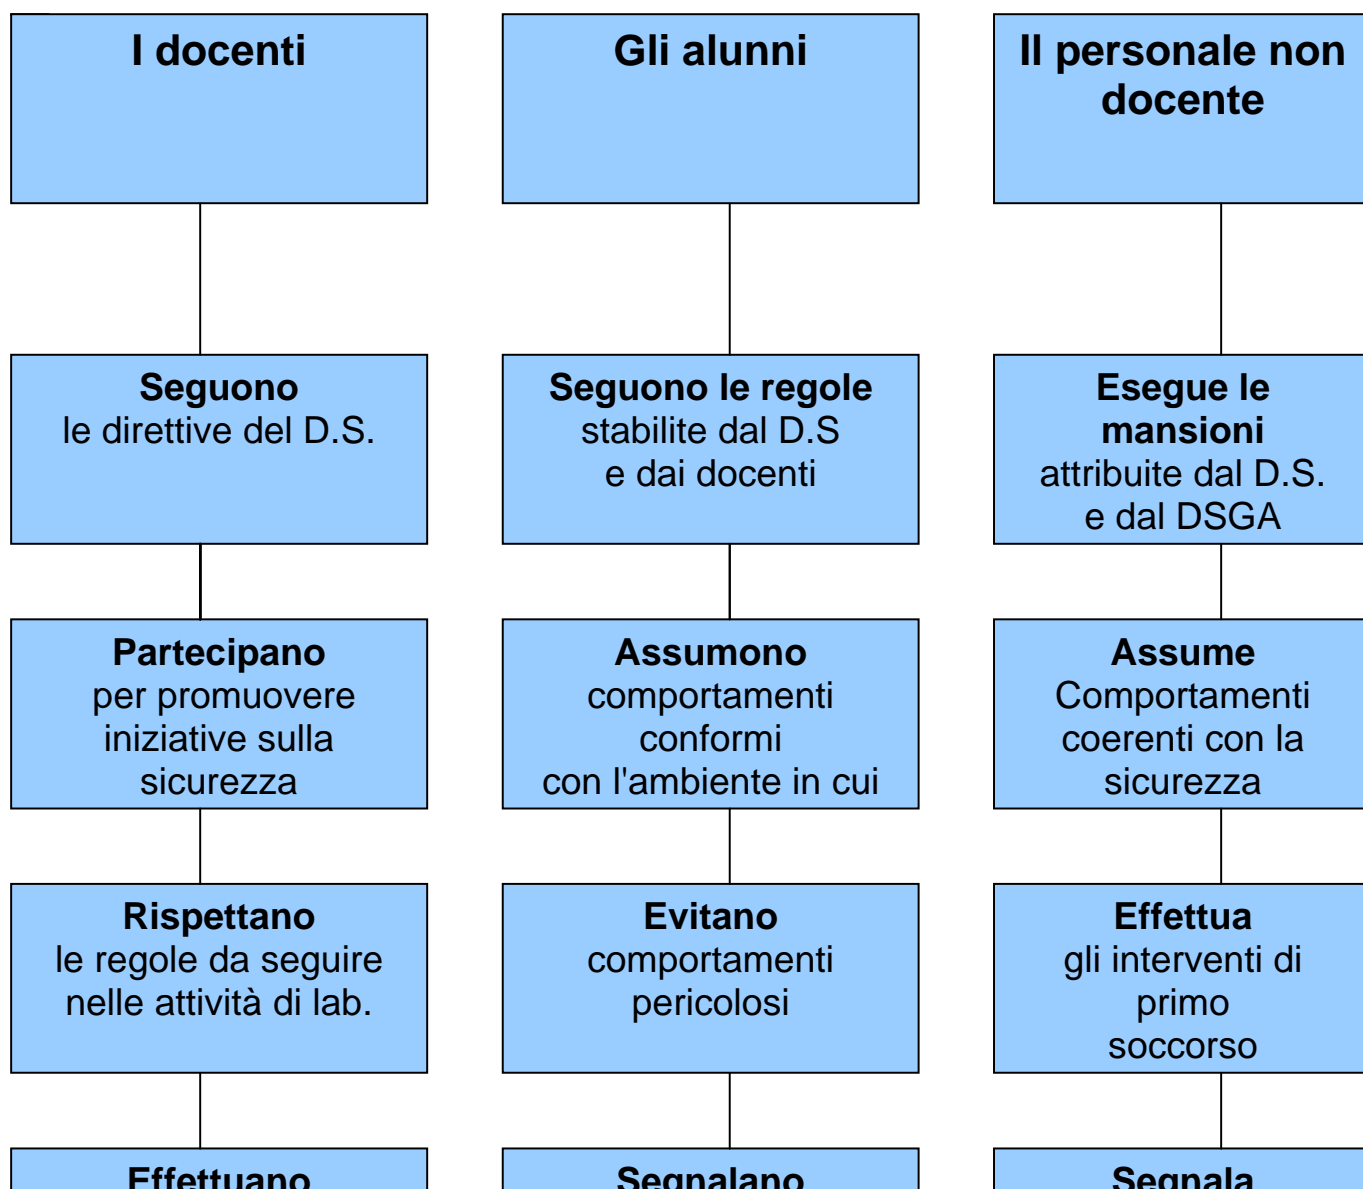 I docenti
Seguono
le direttive del D.S.
Partecipano
per promuovere
iniziative sulla
sicurezza
Rispettano
le regole da seguire
nelle attività di lab.
Effettuano
Gli alunni
Seguono le regole
stabilite dal D.S
e dai docenti
Assumono
comportamenti
conformi
con l'ambiente in cui
Evitano
comportamenti
pericolosi
Segnalano
Il personale non
docente
Esegue le
mansioni
attribuite dal D.S.
e dal DSGA
Assume
Comportamenti
coerenti con la
sicurezza
Effettua
gli interventi di
primo
soccorso
Segnala